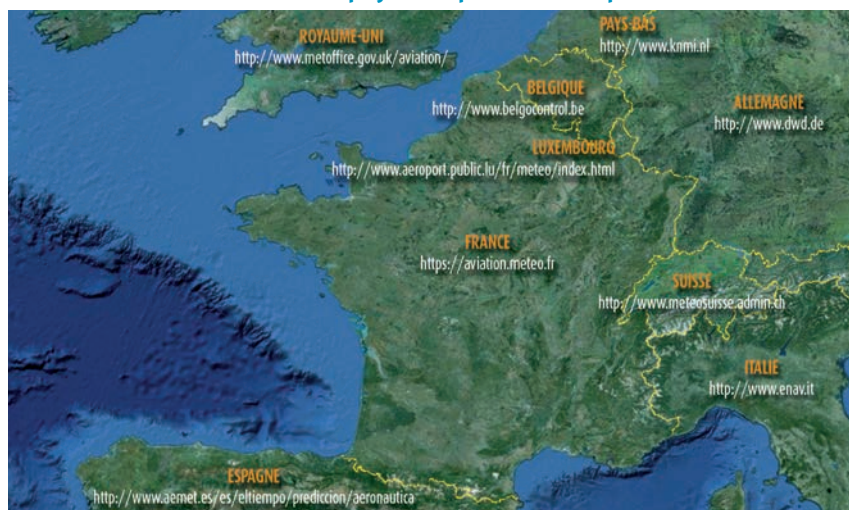 ROYAUME-UNI
http://www.metoffice.gov.uk/aviation/
PAYS-BAS
http://www.knmi.nl
BELGIQUE
http://www.belgocontrol.be
ALLEMAGNE
http://www.dwd.de
LUXEMBOURG
http://www.aeroport.public.lu/fr/meteo/index.html
FRANCE
https://aviation.meteo.fr
SUISSE
http://www.meteosuisse.admin.ch
ITALIE
http://www.enav.it
ESPAGNE
http://www.aemet.es/es/eltiempo/prediccion/aeronautica